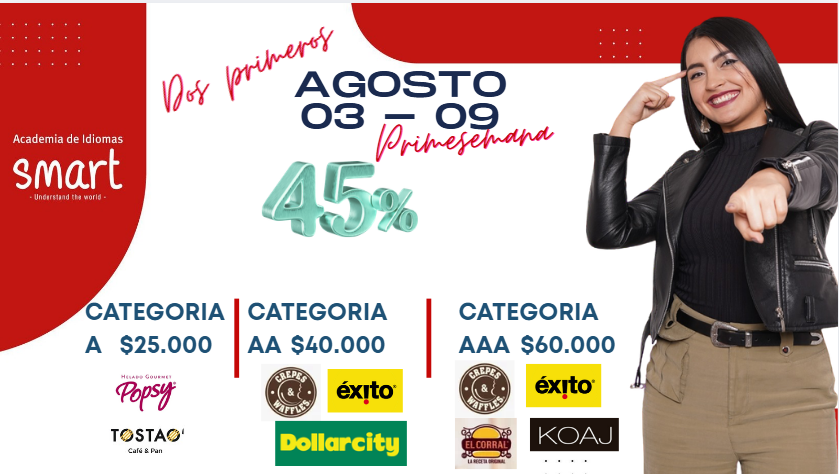 Dos primeros
AGOSTO
03 – 09
Primesemana
45%
Academia de Idiomas
smart
- Understand the world -
CATEGORIA
A $25.000
HELADO GOURMET
Popsy
TOSTAO'
Café & Pan
CATEGORIA
AA $40.000
CREPES
&
WAFFLES
éxito
Dollarcity
CATEGORIA
AAA $60.000
CREPES
&
WAFFLES
éxito
EL CORRAL
LA RECETA ORIGINAL
KOAJ